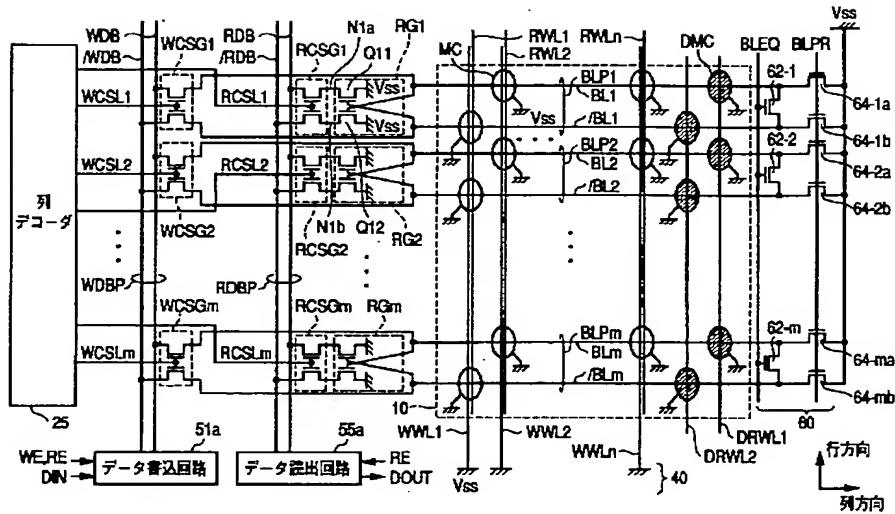 WDB
/WDB
RDB
/RDB
WCSG1
RCSG1
N1a
Q11
RG1
MC
RWL1
RWL2
RWLn
DMC
BLEQ
BLPR
Vss
WCSL1
RCSL1
Vss
Vss
BLP1
BL1
/BL1
62-1
64-1a
64-1b
Vss
WCSL2
RCSL2
BLP2
BL2
/BL2
62-2
64-2a
64-2b
WCSG2
RCSG2
N1b
Q12
RG2
列
デコーダ
WDBP
RDBP
WCSGm
RCSGm
RGm
WCSLm
RCSLm
BLPm
BLm
/BLm
62-m
64-ma
64-mb
25
10
60
51a
55a
WWL1
WWL2
WWLn
DRWL1
DRWL2
WE,RE
DIN
データ書込回路
データ読出回路
RE
DOUT
Vss
40
行方向
列方向